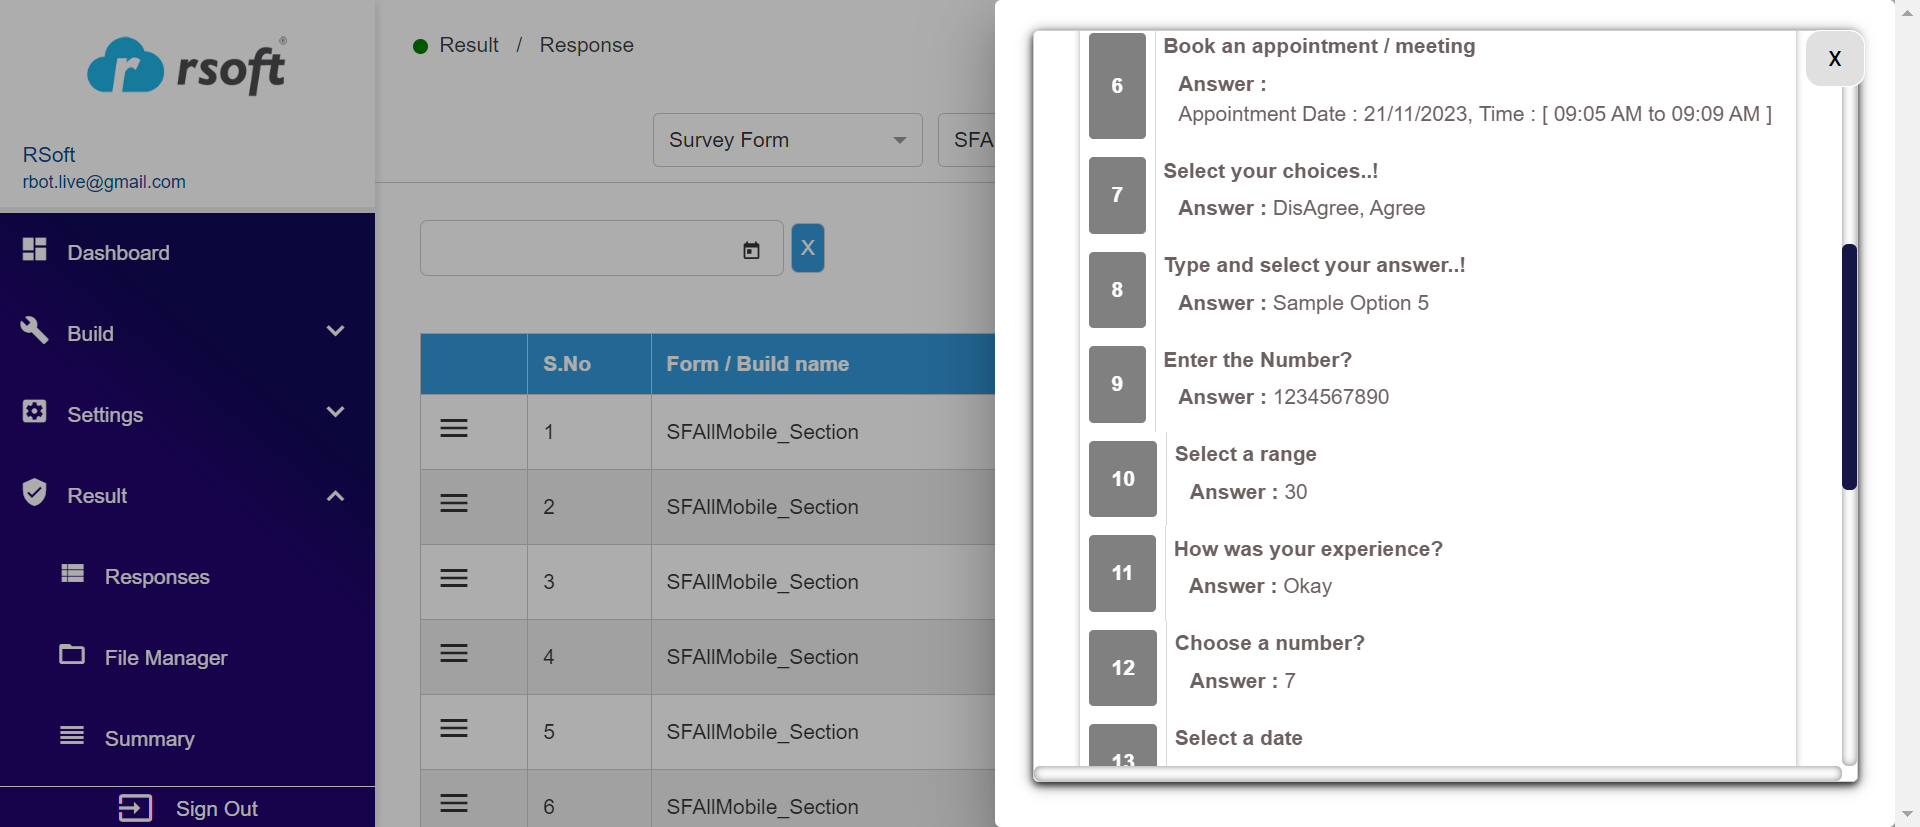 rsoft®
RSoft
rbot.live@gmail.com
Dashboard
Build
Settings
Result
Responses
File Manager
Summary
Sign Out
Result / Response
Survey Form
SFA
X
S.No Form / Build name
1 SFAllMobile_Section
2 SFAllMobile_Section
3 SFAllMobile_Section
4 SFAllMobile_Section
5 SFAllMobile_Section
6 SFAllMobile_Section
X
6 Book an appointment / meeting
Answer :
Appointment Date : 21/11/2023, Time : [ 09:05 AM to 09:09 AM ]
7 Select your choices..!
Answer : DisAgree, Agree
8 Type and select your answer..!
Answer : Sample Option 5
9 Enter the Number?
Answer : 1234567890
10 Select a range
Answer : 30
11 How was your experience?
Answer : Okay
12 Choose a number?
Answer : 7
13 Select a date